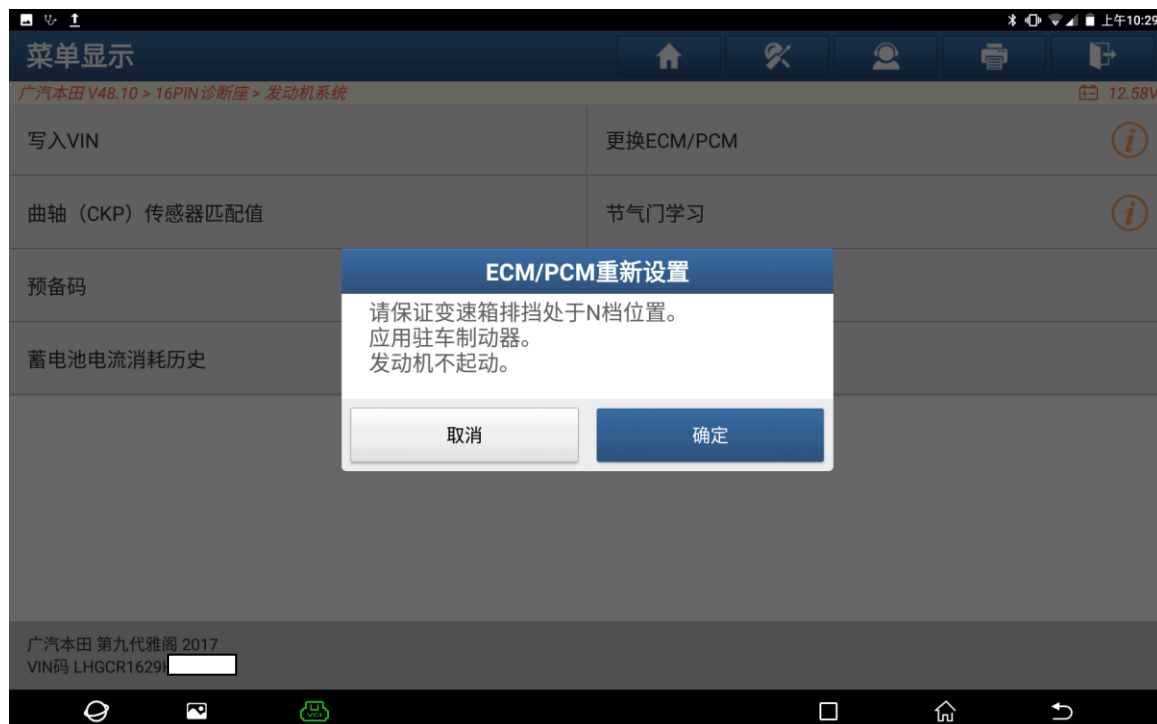 上午10:29
菜单显示
广汽本田 V48.10 > 16PIN诊断座 > 发动机系统
12.58V
写入VIN
更换ECM/PCM
曲轴（CKP）传感器匹配值
节气门学习
预备码
ECM/PCM重新设置
请保证变速箱排挡处于N档位置。
应用驻车制动器。
发动机不起动。
蓄电池电流消耗历史
取消
确定
广汽本田 第九代雅阁 2017
VIN码 LHGCR1629
VCI